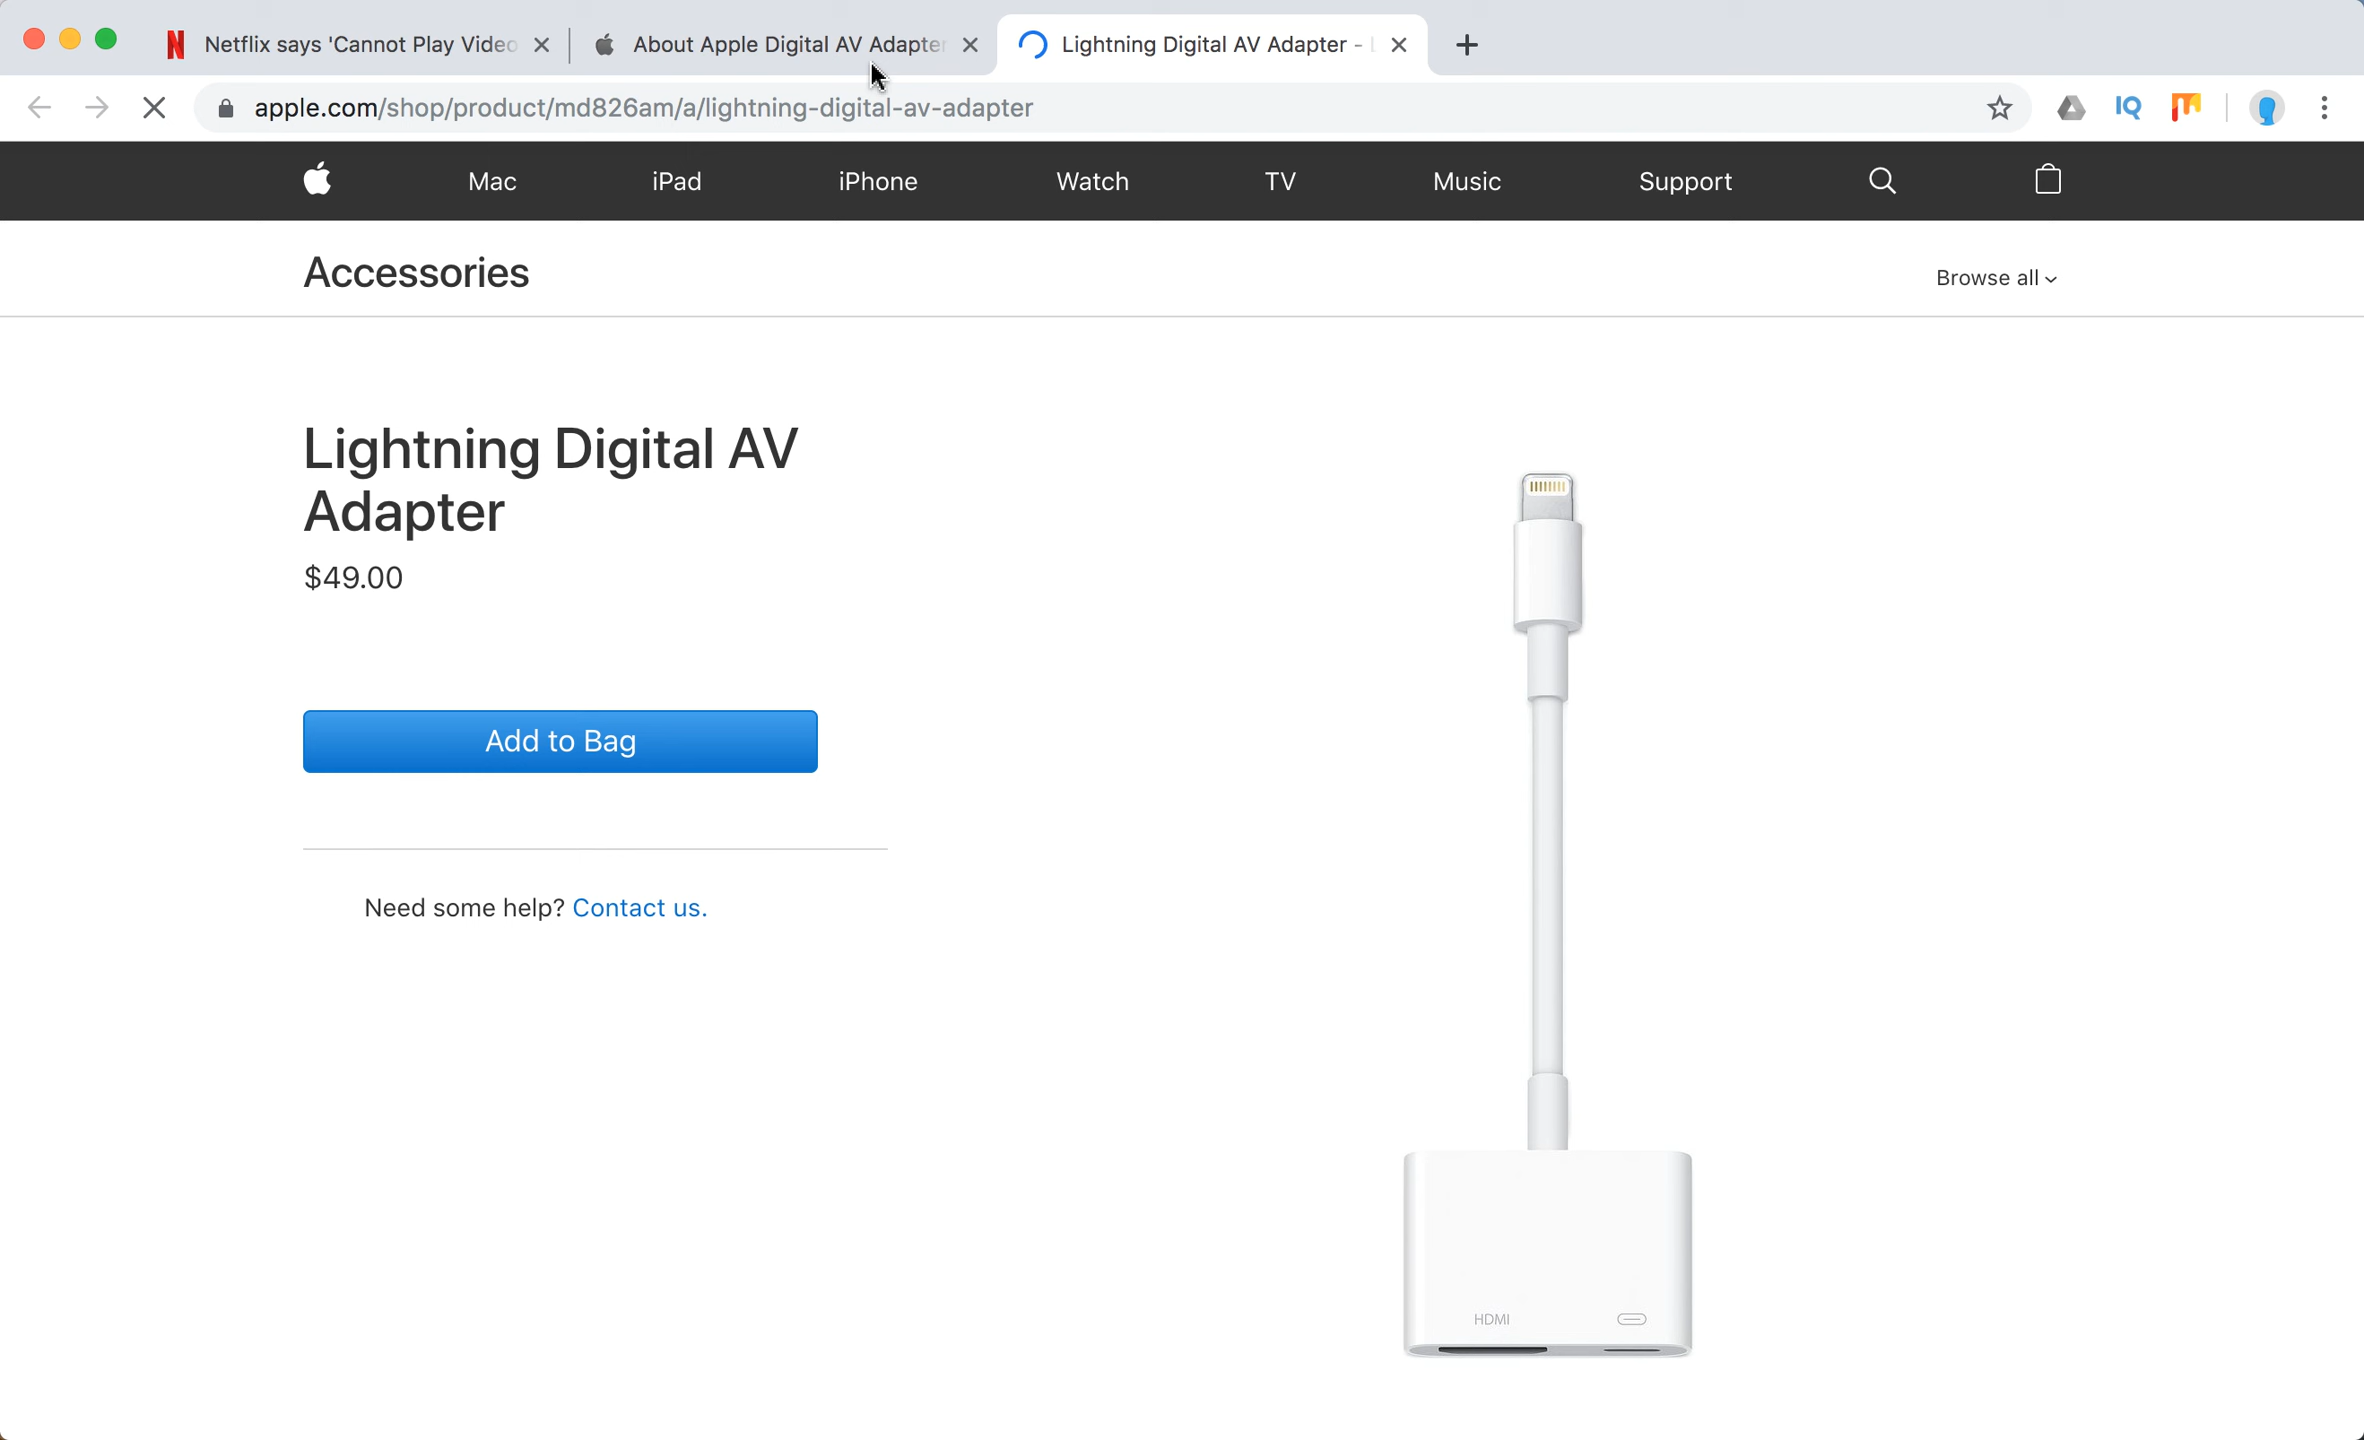 Netflix says 'Cannot Play Video
About Apple Digital AV Adapter
Lightning Digital AV Adapter -
apple.com/shop/product/md826am/a/lightning-digital-av-adapter
IQ
Mac
iPad
iPhone
Watch
TV
Music
Support
Accessories
Browse all
Lightning Digital AV
Adapter
$49.00
Add to Bag
Need some help? Contact us.
HDMI